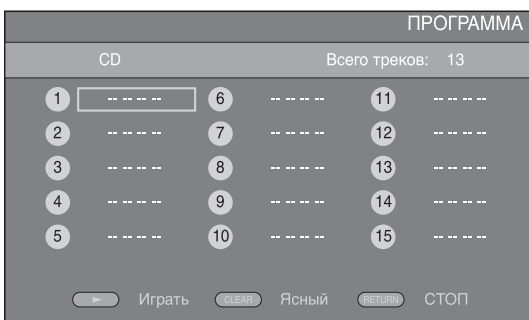 ПРОГРАММА
CD Всего треков: 13
1 -- -- -- -- 6 -- -- -- -- 11 -- -- -- --
2 -- -- -- -- 7 -- -- -- -- 12 -- -- -- --
3 -- -- -- -- 8 -- -- -- -- 13 -- -- -- --
4 -- -- -- -- 9 -- -- -- -- 14 -- -- -- --
5 -- -- -- -- 10 -- -- -- -- 15 -- -- -- --
Играть CLEAR Ясный RETURN СТОП